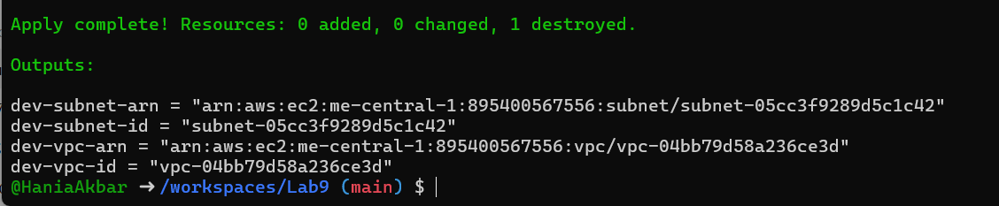 Apply complete! Resources: 0 added, 0 changed, 1 destroyed.
Outputs:
dev-subnet-arn = "arn:aws:ec2:me-central-1:895400567556:subnet/subnet-05cc3f9289d5c1c42"
dev-subnet-id = "subnet-05cc3f9289d5c1c42"
dev-vpc-arn = "arn:aws:ec2:me-central-1:895400567556:vpc/vpc-04bb79d58a236ce3d"
dev-vpc-id = "vpc-04bb79d58a236ce3d"
@HaniaAkbar ➜ /workspaces/Lab9 (main) $